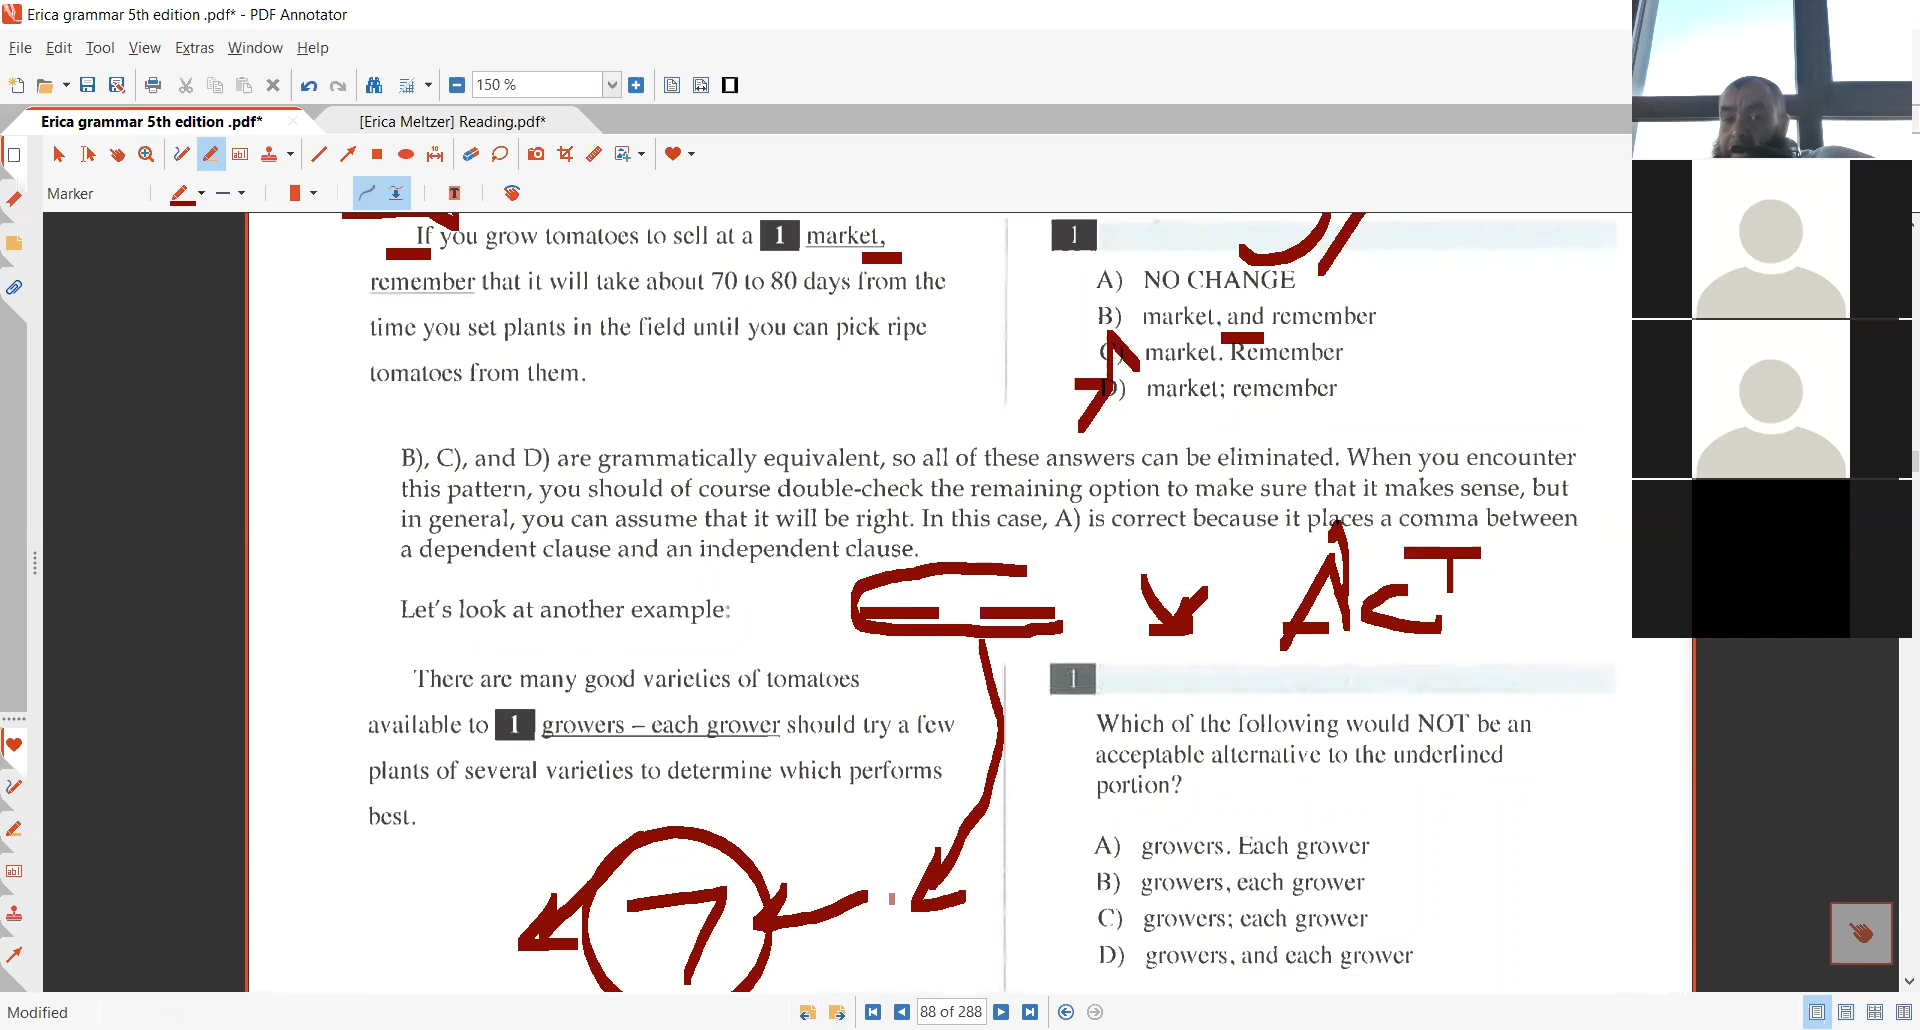 Erica grammar 5th edition .pdf* - PDF Annotator
File Edit Tool View Extras Window Help
150 %
Erica grammar 5th edition .pdf*
[Erica Meltzer] Reading.pdf*
Marker
If you grow tomatoes to sell at a 1 market,
remember that it will take about 70 to 80 days from the
time you set plants in the field until you can pick ripe
tomatoes from them.
1
A) NO CHANGE
B) market, and remember
C) market. Remember
D) market; remember
B), C), and D) are grammatically equivalent, so all of these answers can be eliminated. When you encounter
this pattern, you should of course double-check the remaining option to make sure that it makes sense, but
in general, you can assume that it will be right. In this case, A) is correct because it places a comma between
a dependent clause and an independent clause.
Let's look at another example:
ACT
There are many good varieties of tomatoes
available to 1 growers – each grower should try a few
plants of several varieties to determine which performs
best.
7
1
Which of the following would NOT be an
acceptable alternative to the underlined
portion?
A) growers. Each grower
B) growers, each grower
C) growers; each grower
D) growers, and each grower
Modified
88 of 288